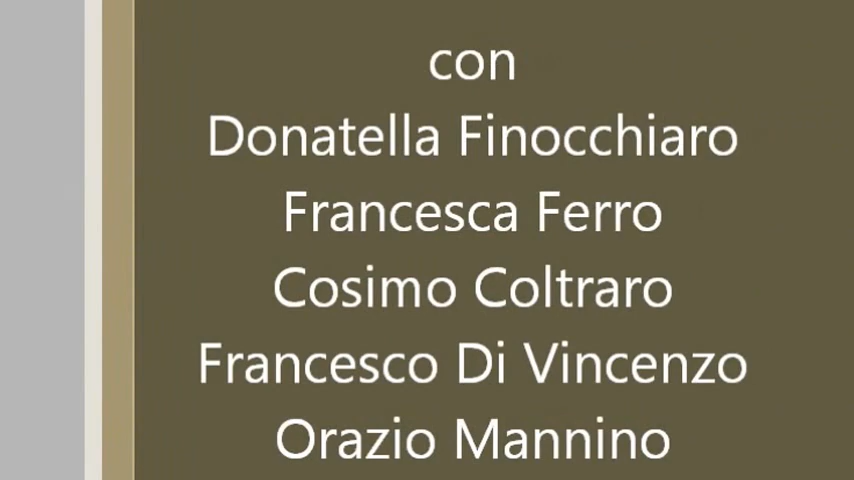 con
Donatella Finocchiaro
Francesca Ferro
Cosimo Coltraro
Francesco Di Vincenzo
Orazio Mannino